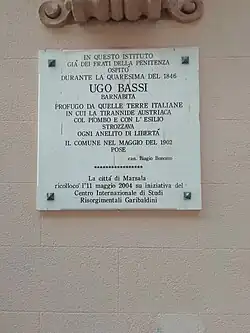 IN QUESTO ISTITUTO
GIÀ DEI FRATI DELLA PENITENZA
OSPITÒ
DURANTE LA QUARESIMA DEL 1846
UGO BASSI
BARNABITA
PROFUGO DA QUELLE TERRE ITALIANE
IN CUI LA TIRANNIDE AUSTRIACA
COL PIOMBO E CON L'ESILIO
STROZZAVA
OGNI ANELITO DI LIBERTA'
IL COMUNE NEL MAGGIO DEL 1902
POSE
can. Biagio Bonomo
******************
La città di Marsala
ricollocò l'11 maggio 2004 su iniziativa del
Centro Internazionale di Studi
Risorgimentali Garibaldini